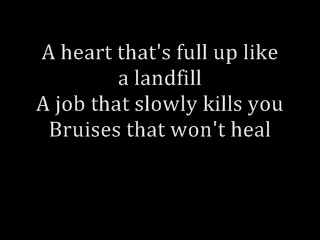 A heart that's full up like
a landfill
A job that slowly kills you
Bruises that won't heal